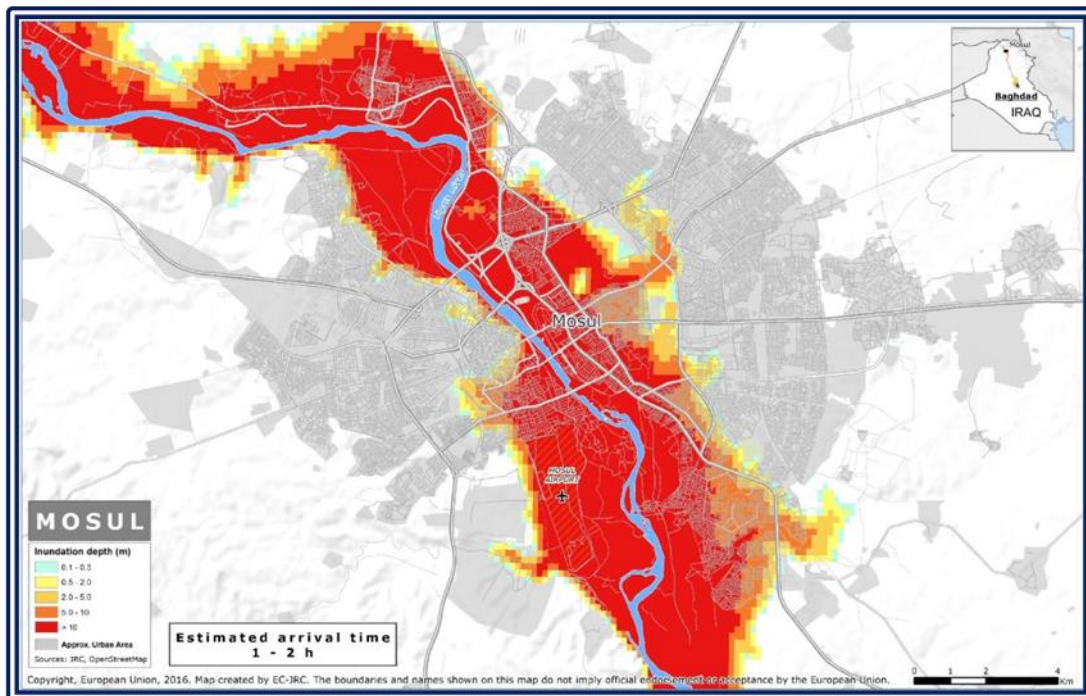 Mosul
Baghdad
IRAQ
Mosul
MOSUL
AIRPORT
MOSUL
Inundation depth (m)
0.1 - 0.5
0.5 - 2.0
2.0 - 5.0
5.0 - 10
> 10
Approx. Urban Area
Sources: JRC, OpenStreetMap
Estimated arrival time
1 - 2 h
Copyright, European Union, 2016. Map created by EC-JRC. The boundaries and names shown on this map do not imply official endorsement or acceptance by the European Union.
0 1 2 4
Km